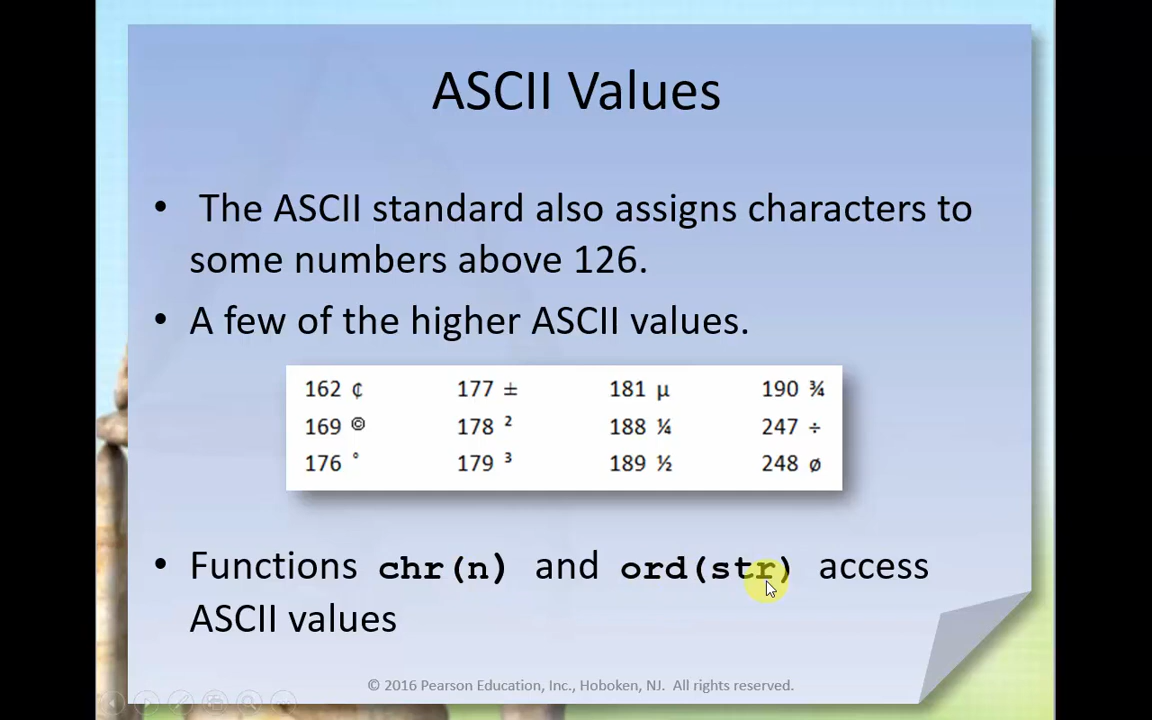 ASCII Values
• The ASCII standard also assigns characters to
some numbers above 126.
• A few of the higher ASCII values.
162 ¢ 177 ± 181 µ 190 ¾
169 © 178 ² 188 ¼ 247 ÷
176 ° 179 ³ 189 ½ 248 ø
• Functions chr(n) and ord(str) access
ASCII values
© 2016 Pearson Education, Inc., Hoboken, NJ. All rights reserved.